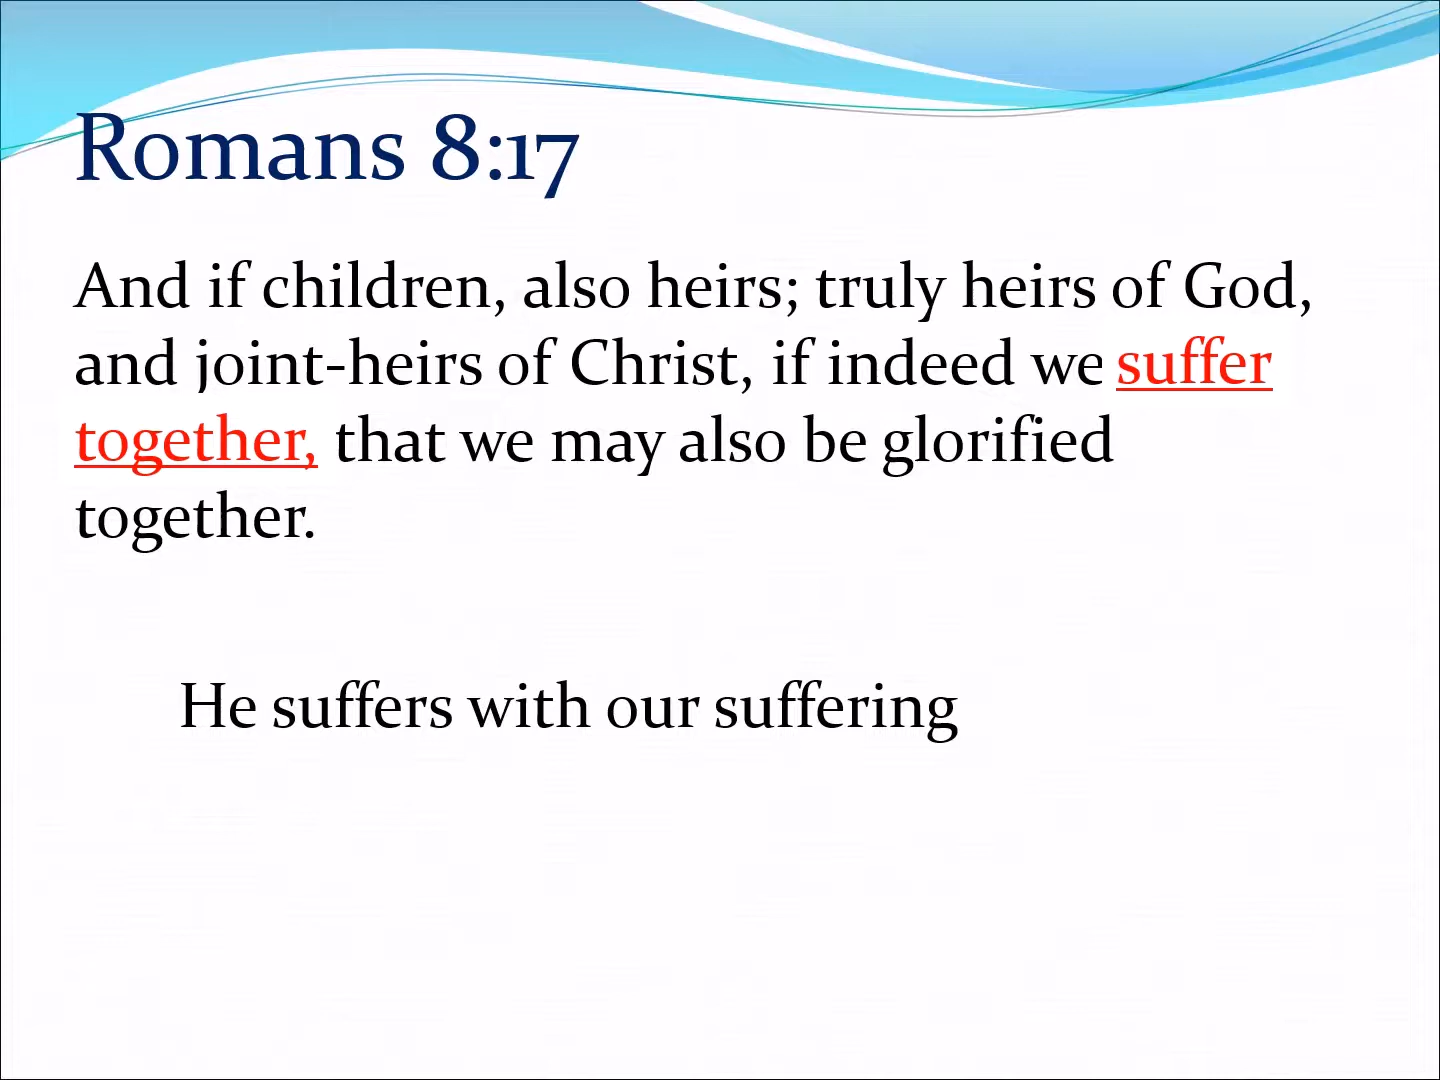 Romans 8:17
And if children, also heirs; truly heirs of God,
and joint-heirs of Christ, if indeed we suffer
together, that we may also be glorified
together.
He suffers with our suffering